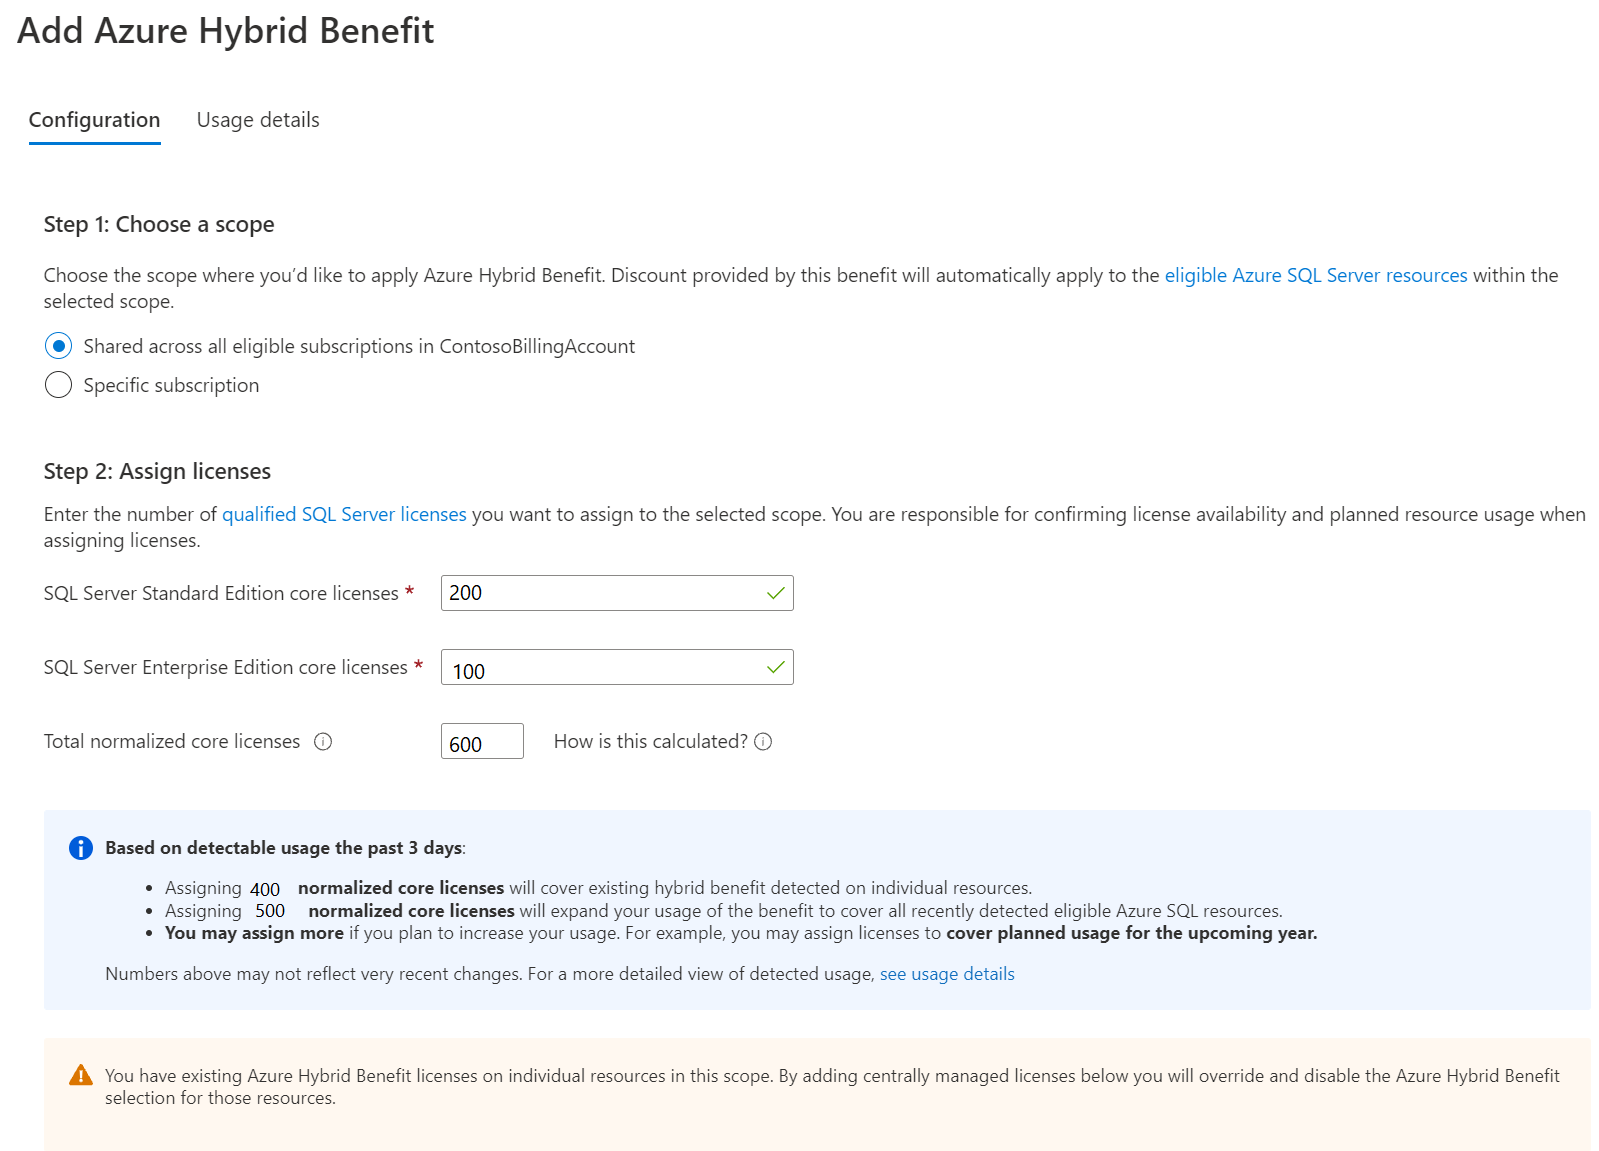 Add Azure Hybrid Benefit
Configuration Usage details
Step 1: Choose a scope
Choose the scope where you’d like to apply Azure Hybrid Benefit. Discount provided by this benefit will automatically apply to the eligible Azure SQL Server resources within the
selected scope.
Shared across all eligible subscriptions in ContosoBillingAccount
Specific subscription
Step 2: Assign licenses
Enter the number of qualified SQL Server licenses you want to assign to the selected scope. You are responsible for confirming license availability and planned resource usage when
assigning licenses.
SQL Server Standard Edition core licenses * 200
SQL Server Enterprise Edition core licenses * 100
Total normalized core licenses 600 How is this calculated?
Based on detectable usage the past 3 days:
• Assigning 400 normalized core licenses will cover existing hybrid benefit detected on individual resources.
• Assigning 500 normalized core licenses will expand your usage of the benefit to cover all recently detected eligible Azure SQL resources.
• You may assign more if you plan to increase your usage. For example, you may assign licenses to cover planned usage for the upcoming year.
Numbers above may not reflect very recent changes. For a more detailed view of detected usage, see usage details
You have existing Azure Hybrid Benefit licenses on individual resources in this scope. By adding centrally managed licenses below you will override and disable the Azure Hybrid Benefit
selection for those resources.